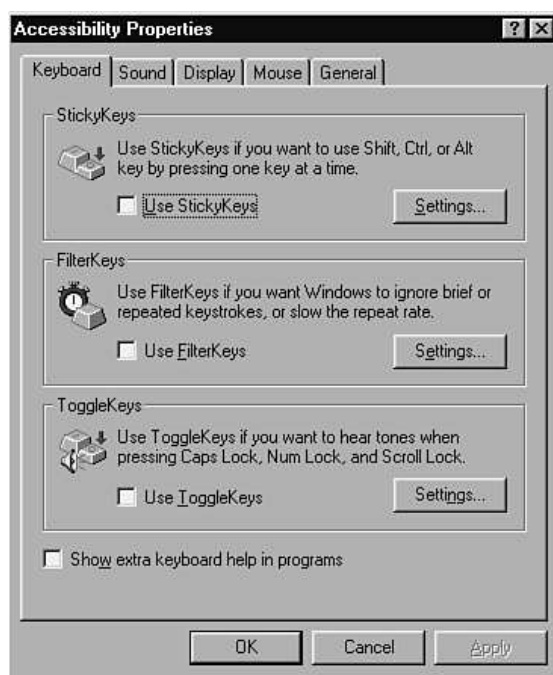 Accessibility Properties
Keyboard Sound Display Mouse General
StickyKeys
Use StickyKeys if you want to use Shift, Ctrl, or Alt
key by pressing one key at a time.
Use StickyKeys Settings...
FilterKeys
Use FilterKeys if you want Windows to ignore brief or
repeated keystrokes, or slow the repeat rate.
Use FilterKeys Settings...
ToggleKeys
Use ToggleKeys if you want to hear tones when
pressing Caps Lock, Num Lock, and Scroll Lock.
Use ToggleKeys Settings...
Show extra keyboard help in programs
OK Cancel Apply